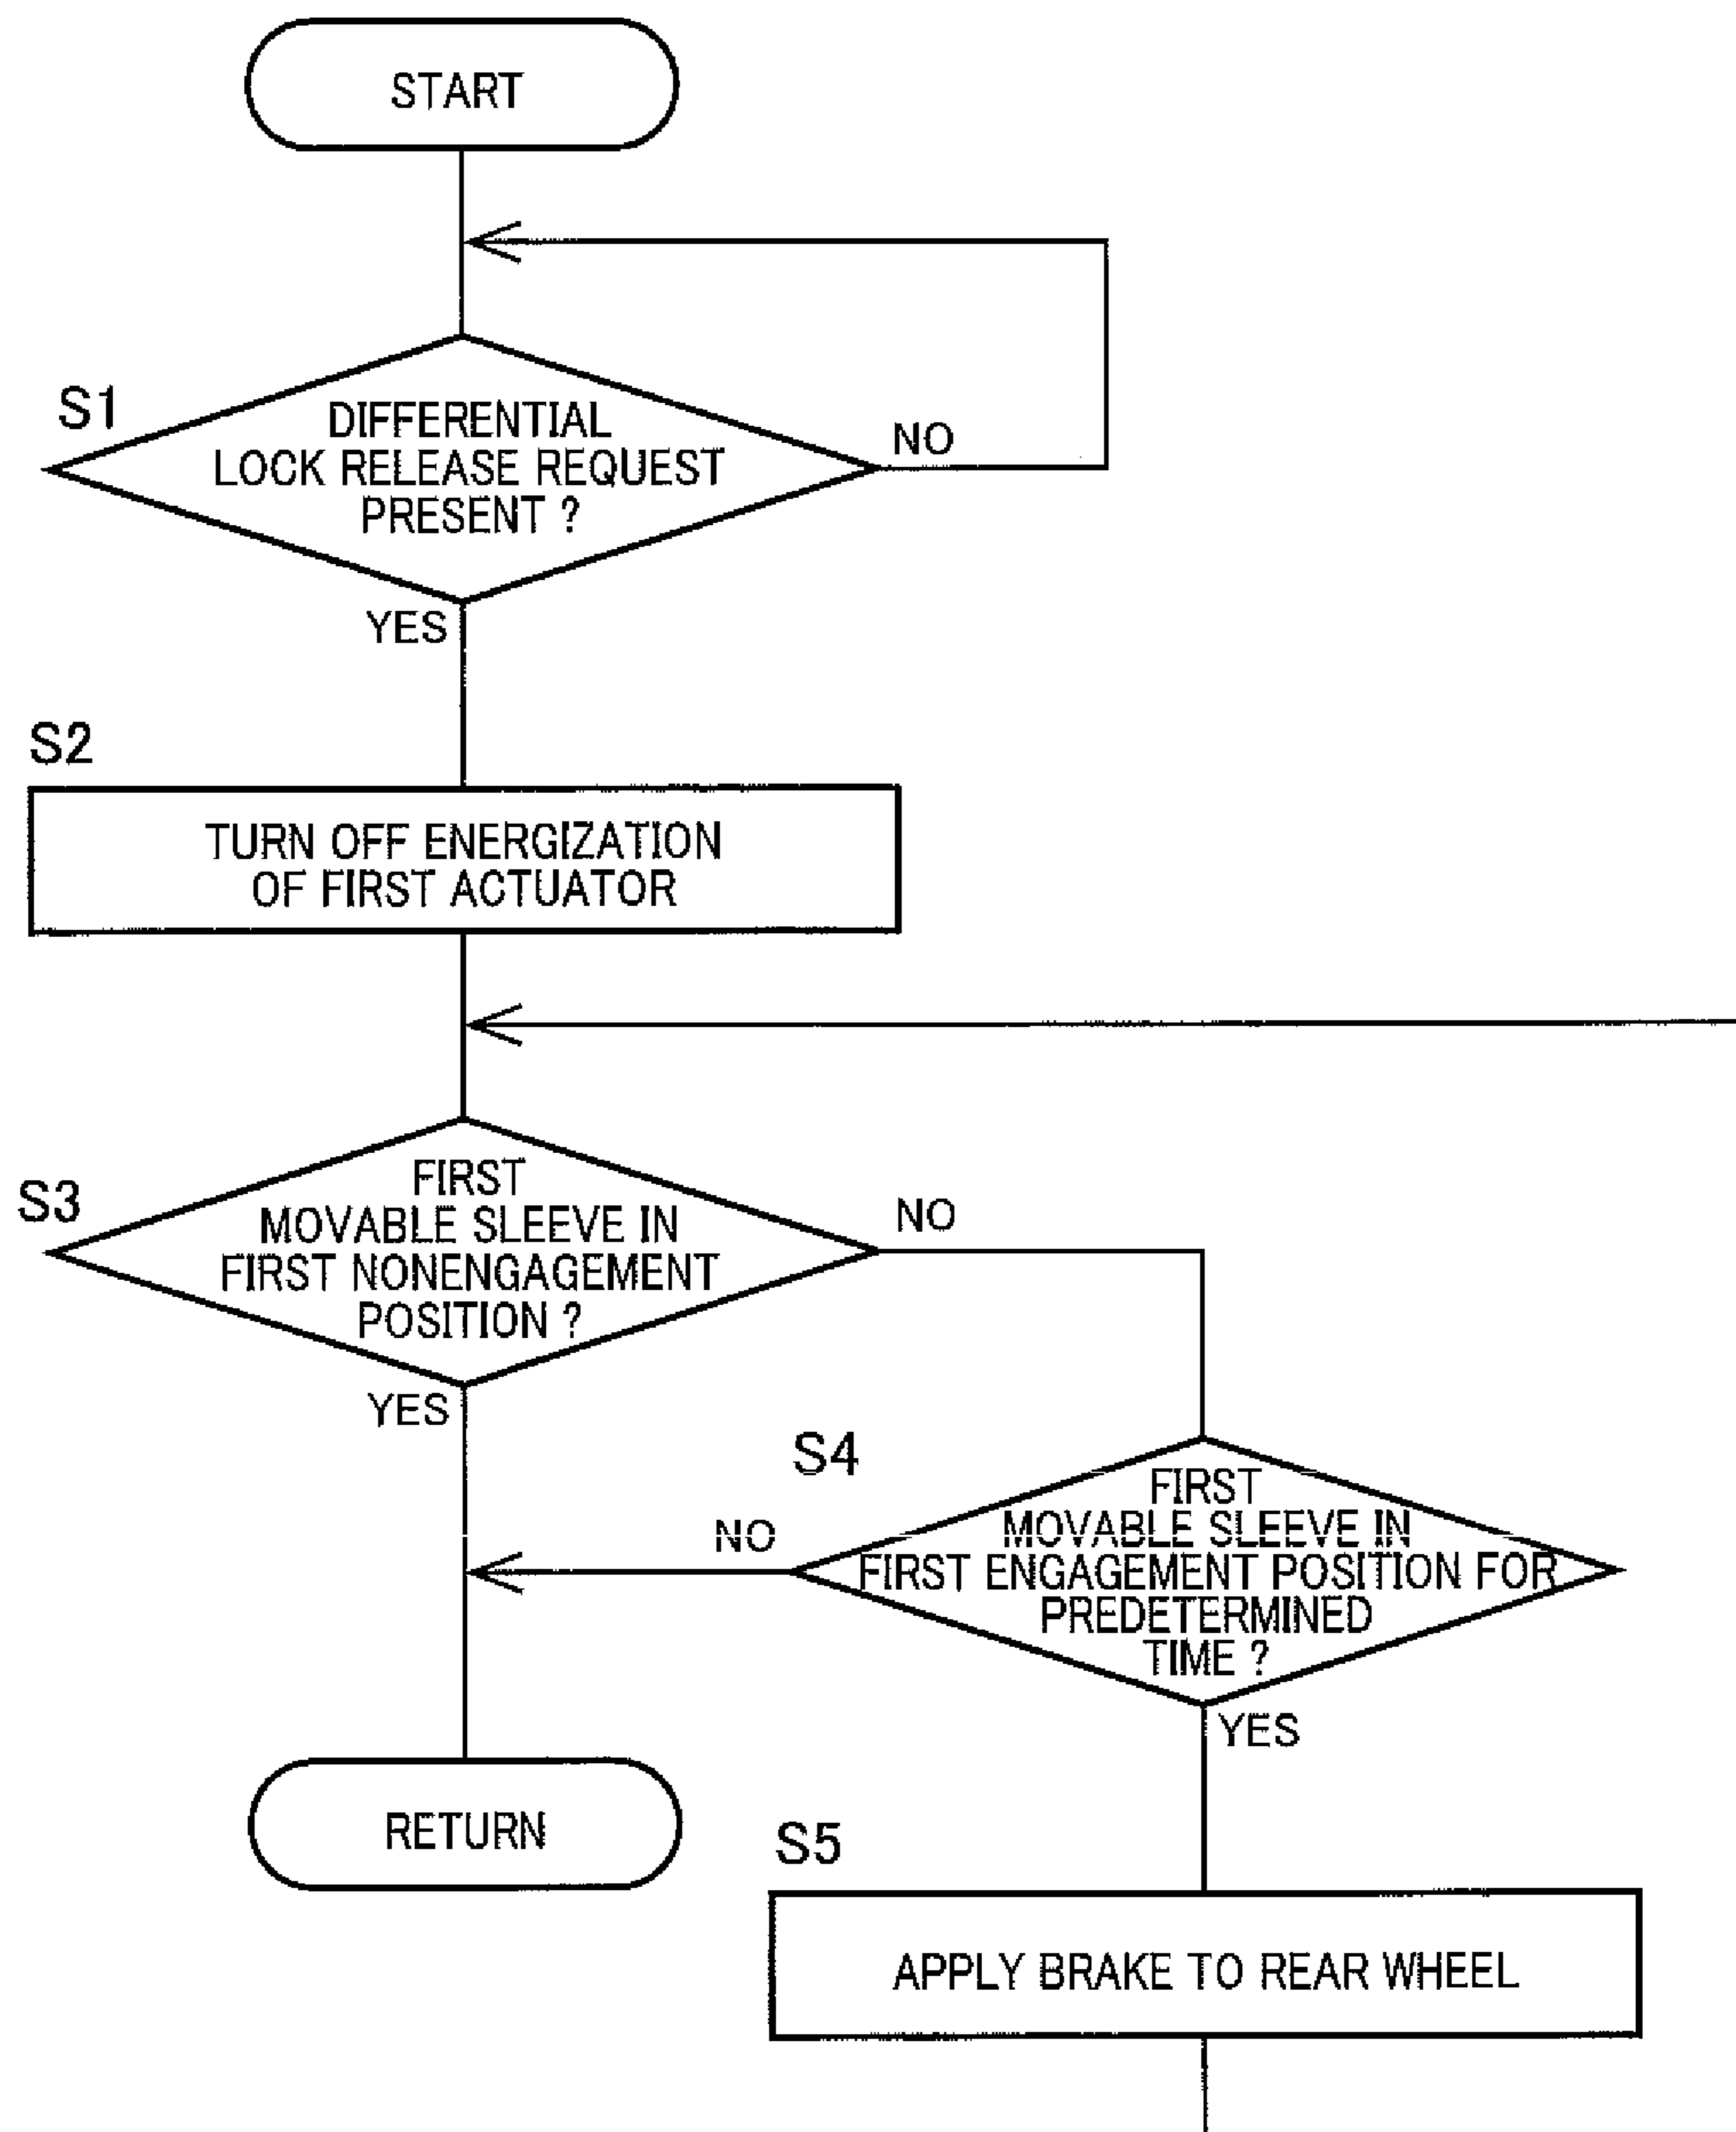 START
S1
DIFFERENTIAL
LOCK RELEASE REQUEST
PRESENT ?
NO
YES
S2
TURN OFF ENERGIZATION
OF FIRST ACTUATOR
S3
FIRST
MOVABLE SLEEVE IN
FIRST NONENGAGEMENT
POSITION ?
NO
YES
S4
FIRST
MOVABLE SLEEVE IN
FIRST ENGAGEMENT POSITION FOR
PREDETERMINED
TIME ?
NO
YES
RETURN
S5
APPLY BRAKE TO REAR WHEEL